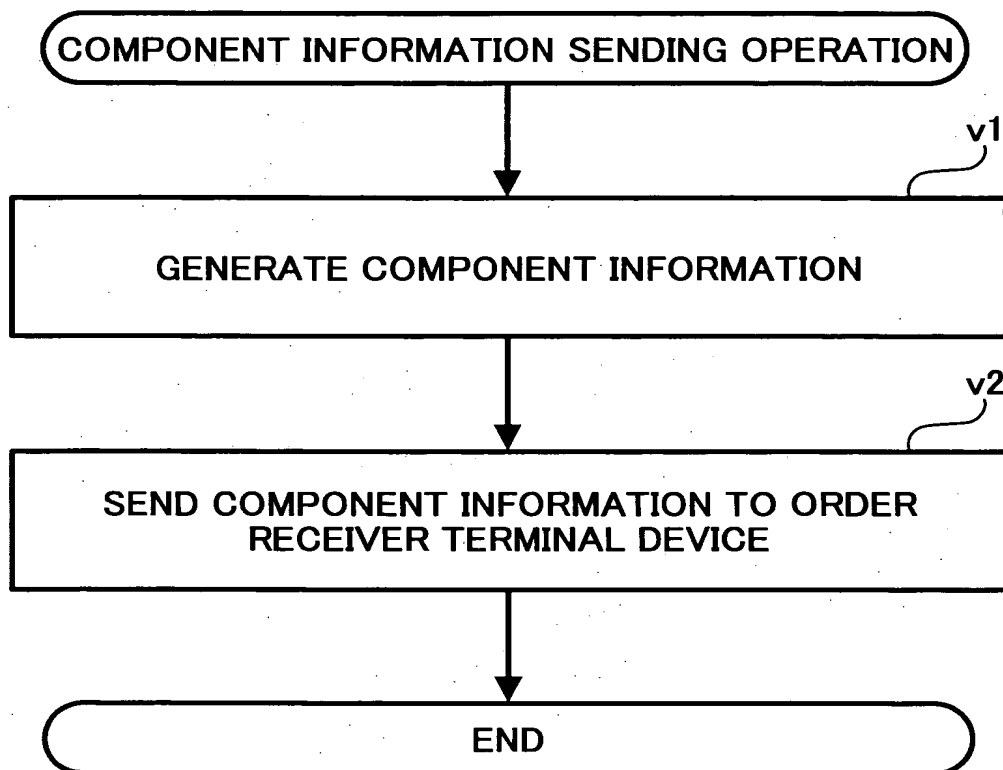 COMPONENT INFORMATION SENDING OPERATION
v1
GENERATE COMPONENT INFORMATION
v2
SEND COMPONENT INFORMATION TO ORDER
RECEIVER TERMINAL DEVICE
END